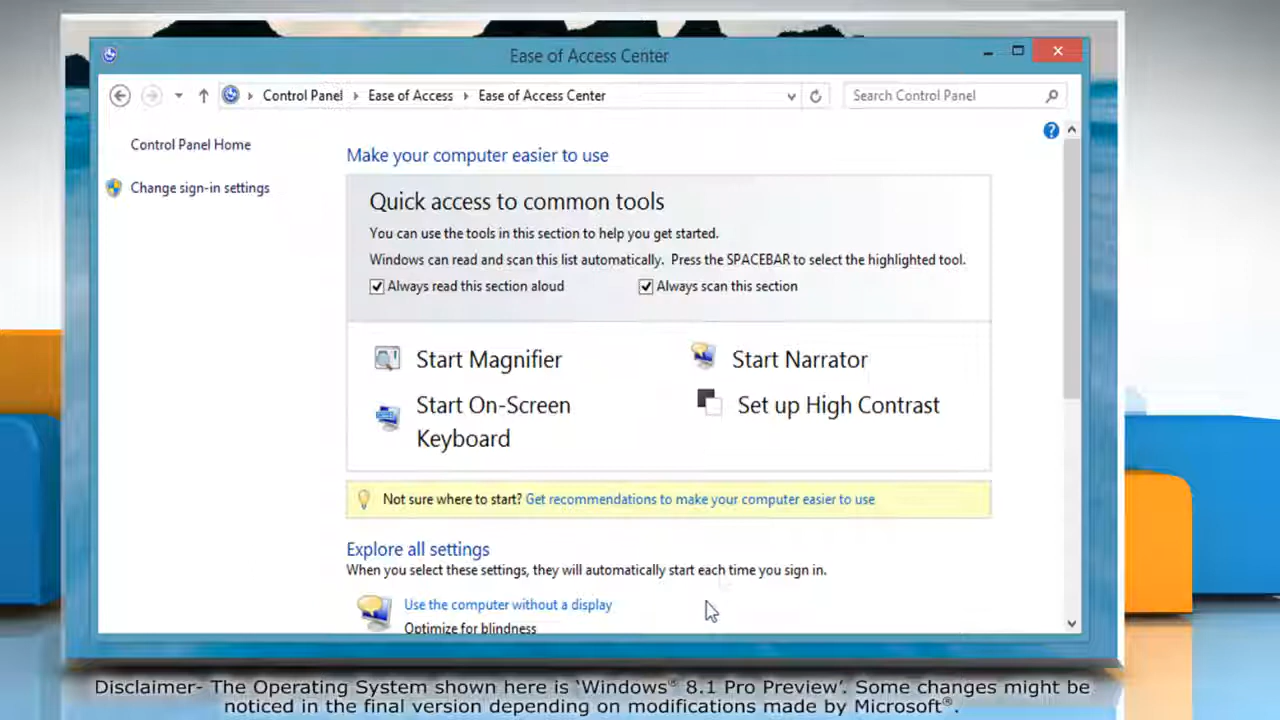 Ease of Access Center
Control Panel Ease of Access Ease of Access Center
Search Control Panel
Control Panel Home
Change sign-in settings
Make your computer easier to use
Quick access to common tools
You can use the tools in this section to help you get started.
Windows can read and scan this list automatically. Press the SPACEBAR to select the highlighted tool.
Always read this section aloud Always scan this section
Start Magnifier Start Narrator
Start On-Screen
Keyboard
Set up High Contrast
Not sure where to start? Get recommendations to make your computer easier to use
Explore all settings
When you select these settings, they will automatically start each time you sign in.
Use the computer without a display
Optimize for blindness
Disclaimer- The Operating System shown here is ‘Windows® 8.1 Pro Preview’. Some changes might be
noticed in the final version depending on modifications made by Microsoft®.